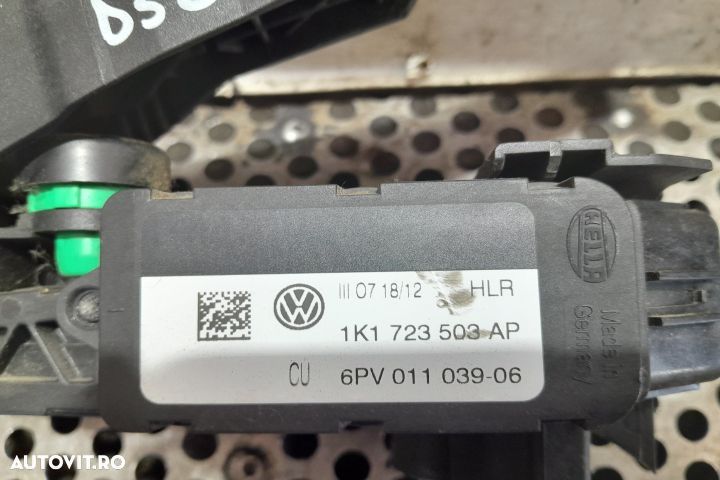 VW
III 07 18/12 HLR
1K1 723 503 AP
CU 6PV 011 039-06
HELLA
Made in
Germany
AUTOVIT.RO